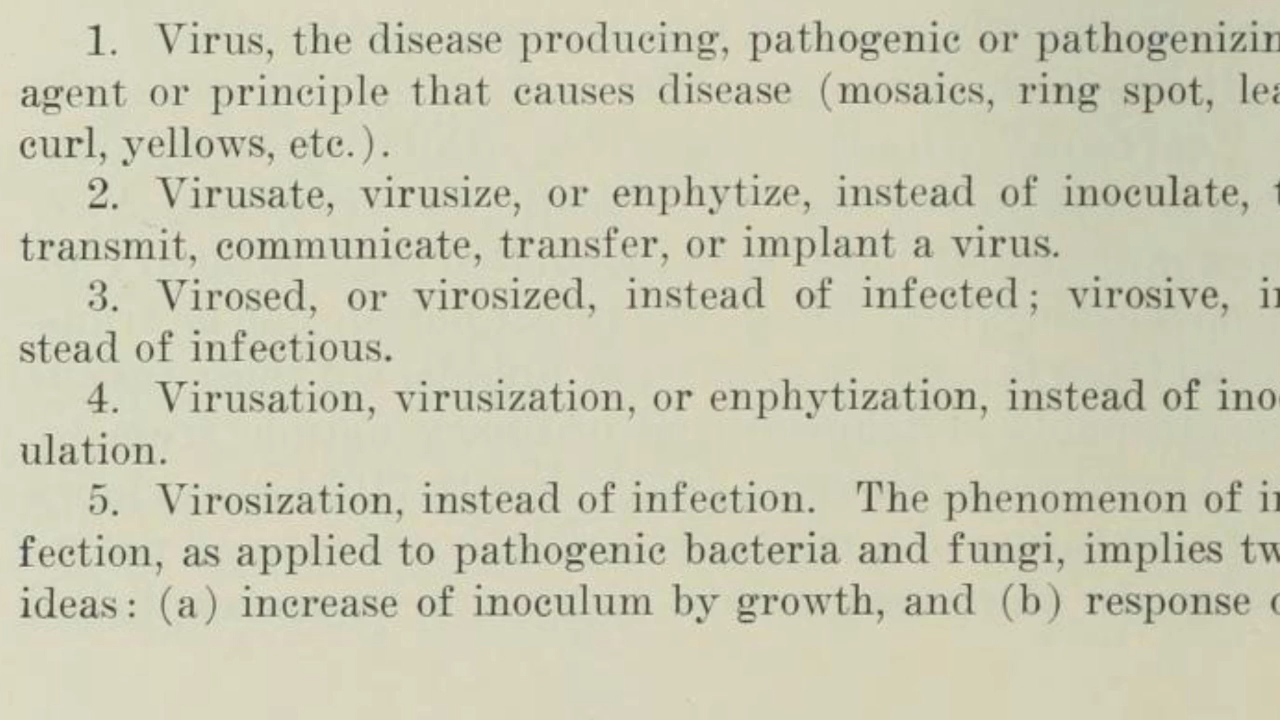 1. Virus, the disease producing, pathogenic or pathogenizin
agent or principle that causes disease (mosaics, ring spot, lea
curl, yellows, etc.).
2. Virusate, virusize, or enphytize, instead of inoculate,
transmit, communicate, transfer, or implant a virus.
3. Virosed, or virosized, instead of infected; virosive, in
stead of infectious.
4. Virusation, virusization, or enphytization, instead of ino
ulation.
5. Virosization, instead of infection. The phenomenon of in
fection, as applied to pathogenic bacteria and fungi, implies tw
ideas: (a) increase of inoculum by growth, and (b) response